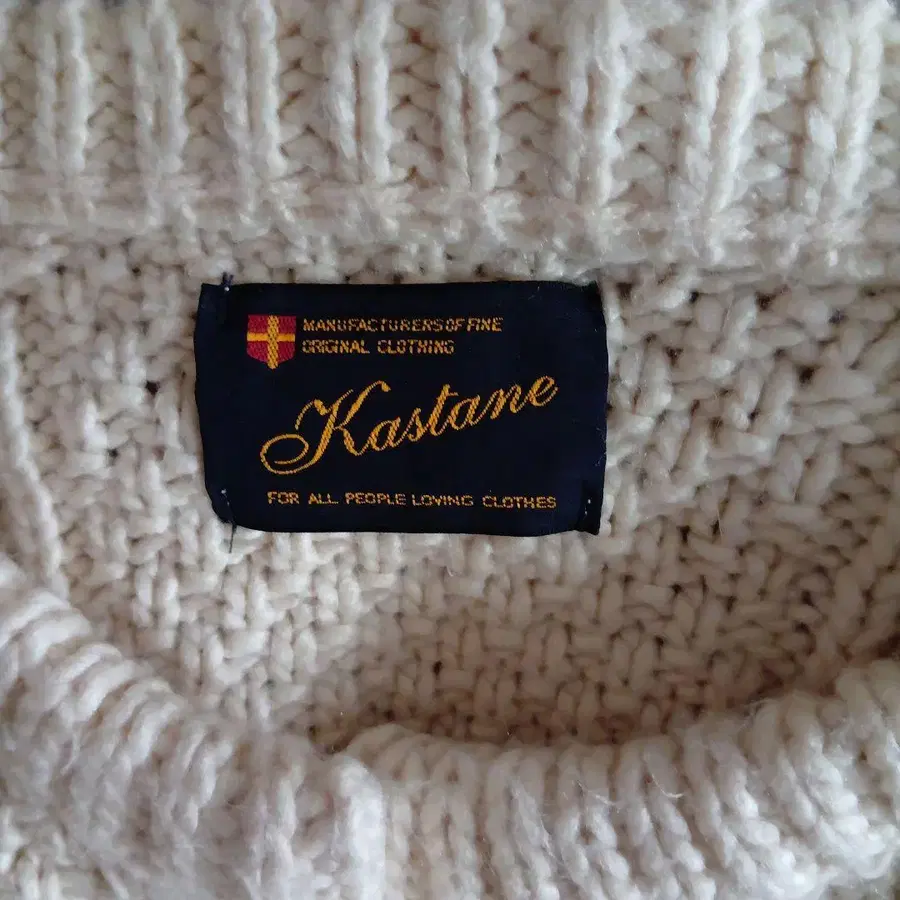 MANUFACTURERS OF FINE
ORIGINAL CLOTHING
Kastane
FOR ALL PEOPLE LOVING CLOTHES